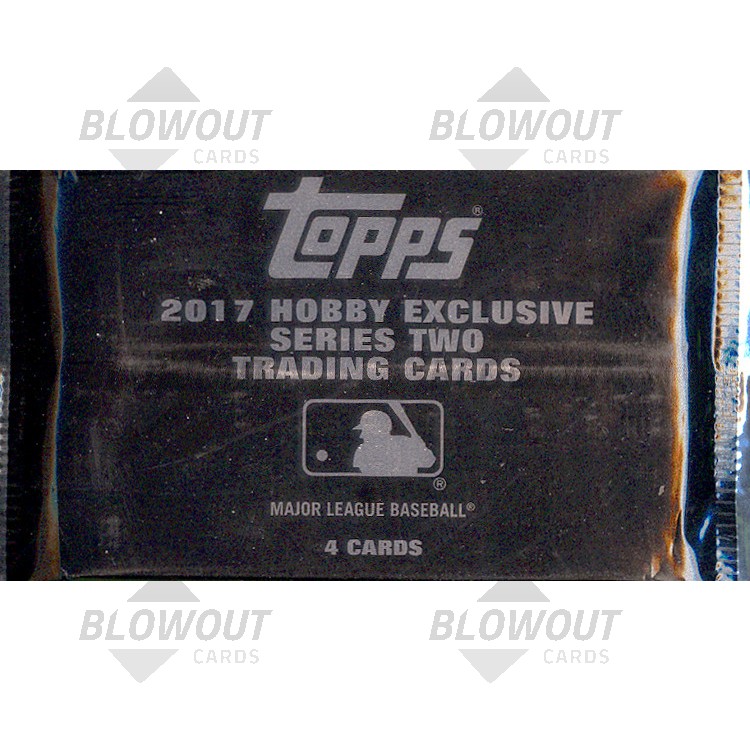 BLOWOUT BLOWOUT
CARDS CARDS
TOPPS®
2017 HOBBY EXCLUSIVE
SERIES TWO
TRADING CARDS
®
MAJOR LEAGUE BASEBALL®
4 CARDS
BLOWOUT BLOWOUT
CARDS CARDS